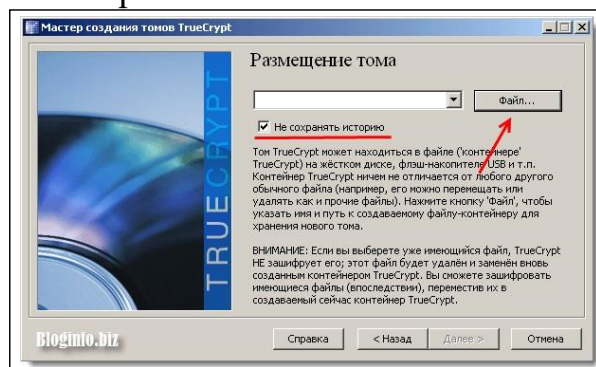 Мастер создания томов TrueCrypt
TRUECRYPT
Размещение тома
Файл...
Не сохранять историю
Том TrueCrypt может находиться в файле ('контейнере'
TrueCrypt) на жёстком диске, флэш-накопителе USB и т.п.
Контейнер TrueCrypt ничем не отличается от любого другого
обычного файла (например, его можно перемещать или
удалять как и прочие файлы). Нажмите кнопку 'Файл', чтобы
указать имя и путь к создаваемому файлу-контейнеру для
хранения нового тома.
ВНИМАНИЕ: Если вы выберете уже имеющийся файл, TrueCrypt
НЕ зашифрует его; этот файл будет удалён и заменён вновь
созданным контейнером TrueCrypt. Вы сможете зашифровать
имеющиеся файлы (впоследствии), переместив их в
создаваемый сейчас контейнер TrueCrypt.
Bloginfo.biz
Справка
< Назад
Далее >
Отмена